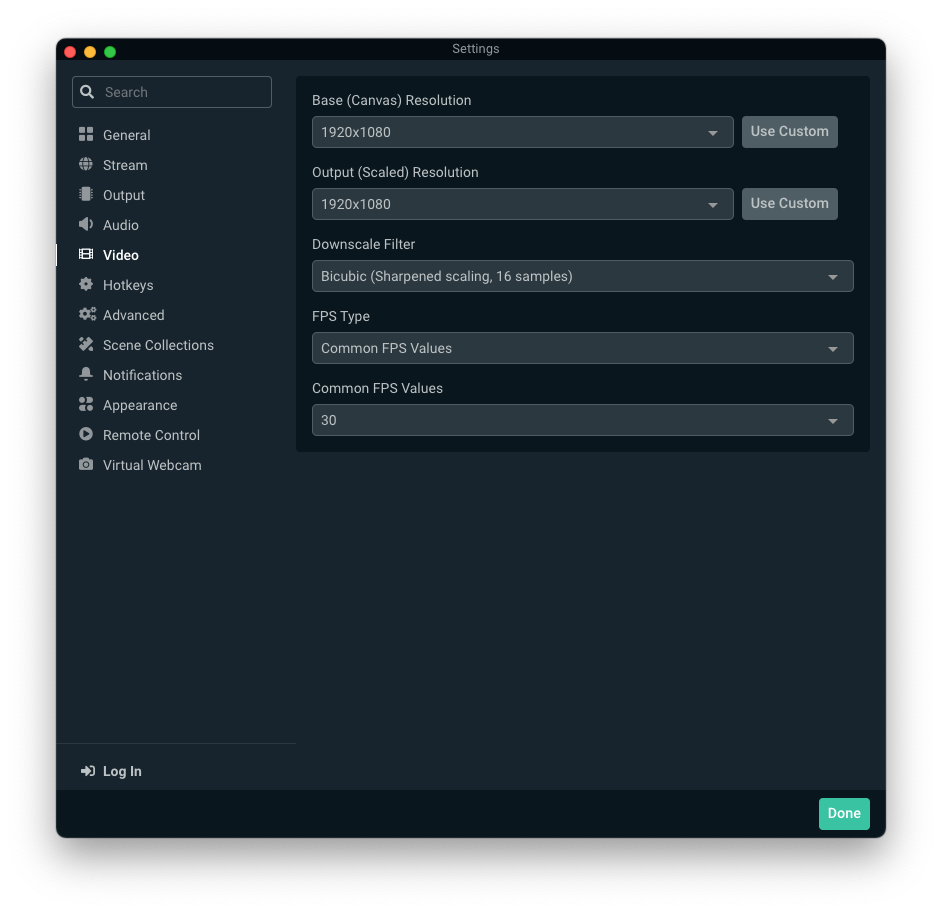 Settings
Search
General
Stream
Output
Audio
Video
Hotkeys
Advanced
Scene Collections
Notifications
Appearance
Remote Control
Virtual Webcam
Log In
Base (Canvas) Resolution
1920x1080
Use Custom
Output (Scaled) Resolution
1920x1080
Use Custom
Downscale Filter
Bicubic (Sharpened scaling, 16 samples)
FPS Type
Common FPS Values
Common FPS Values
30
Done